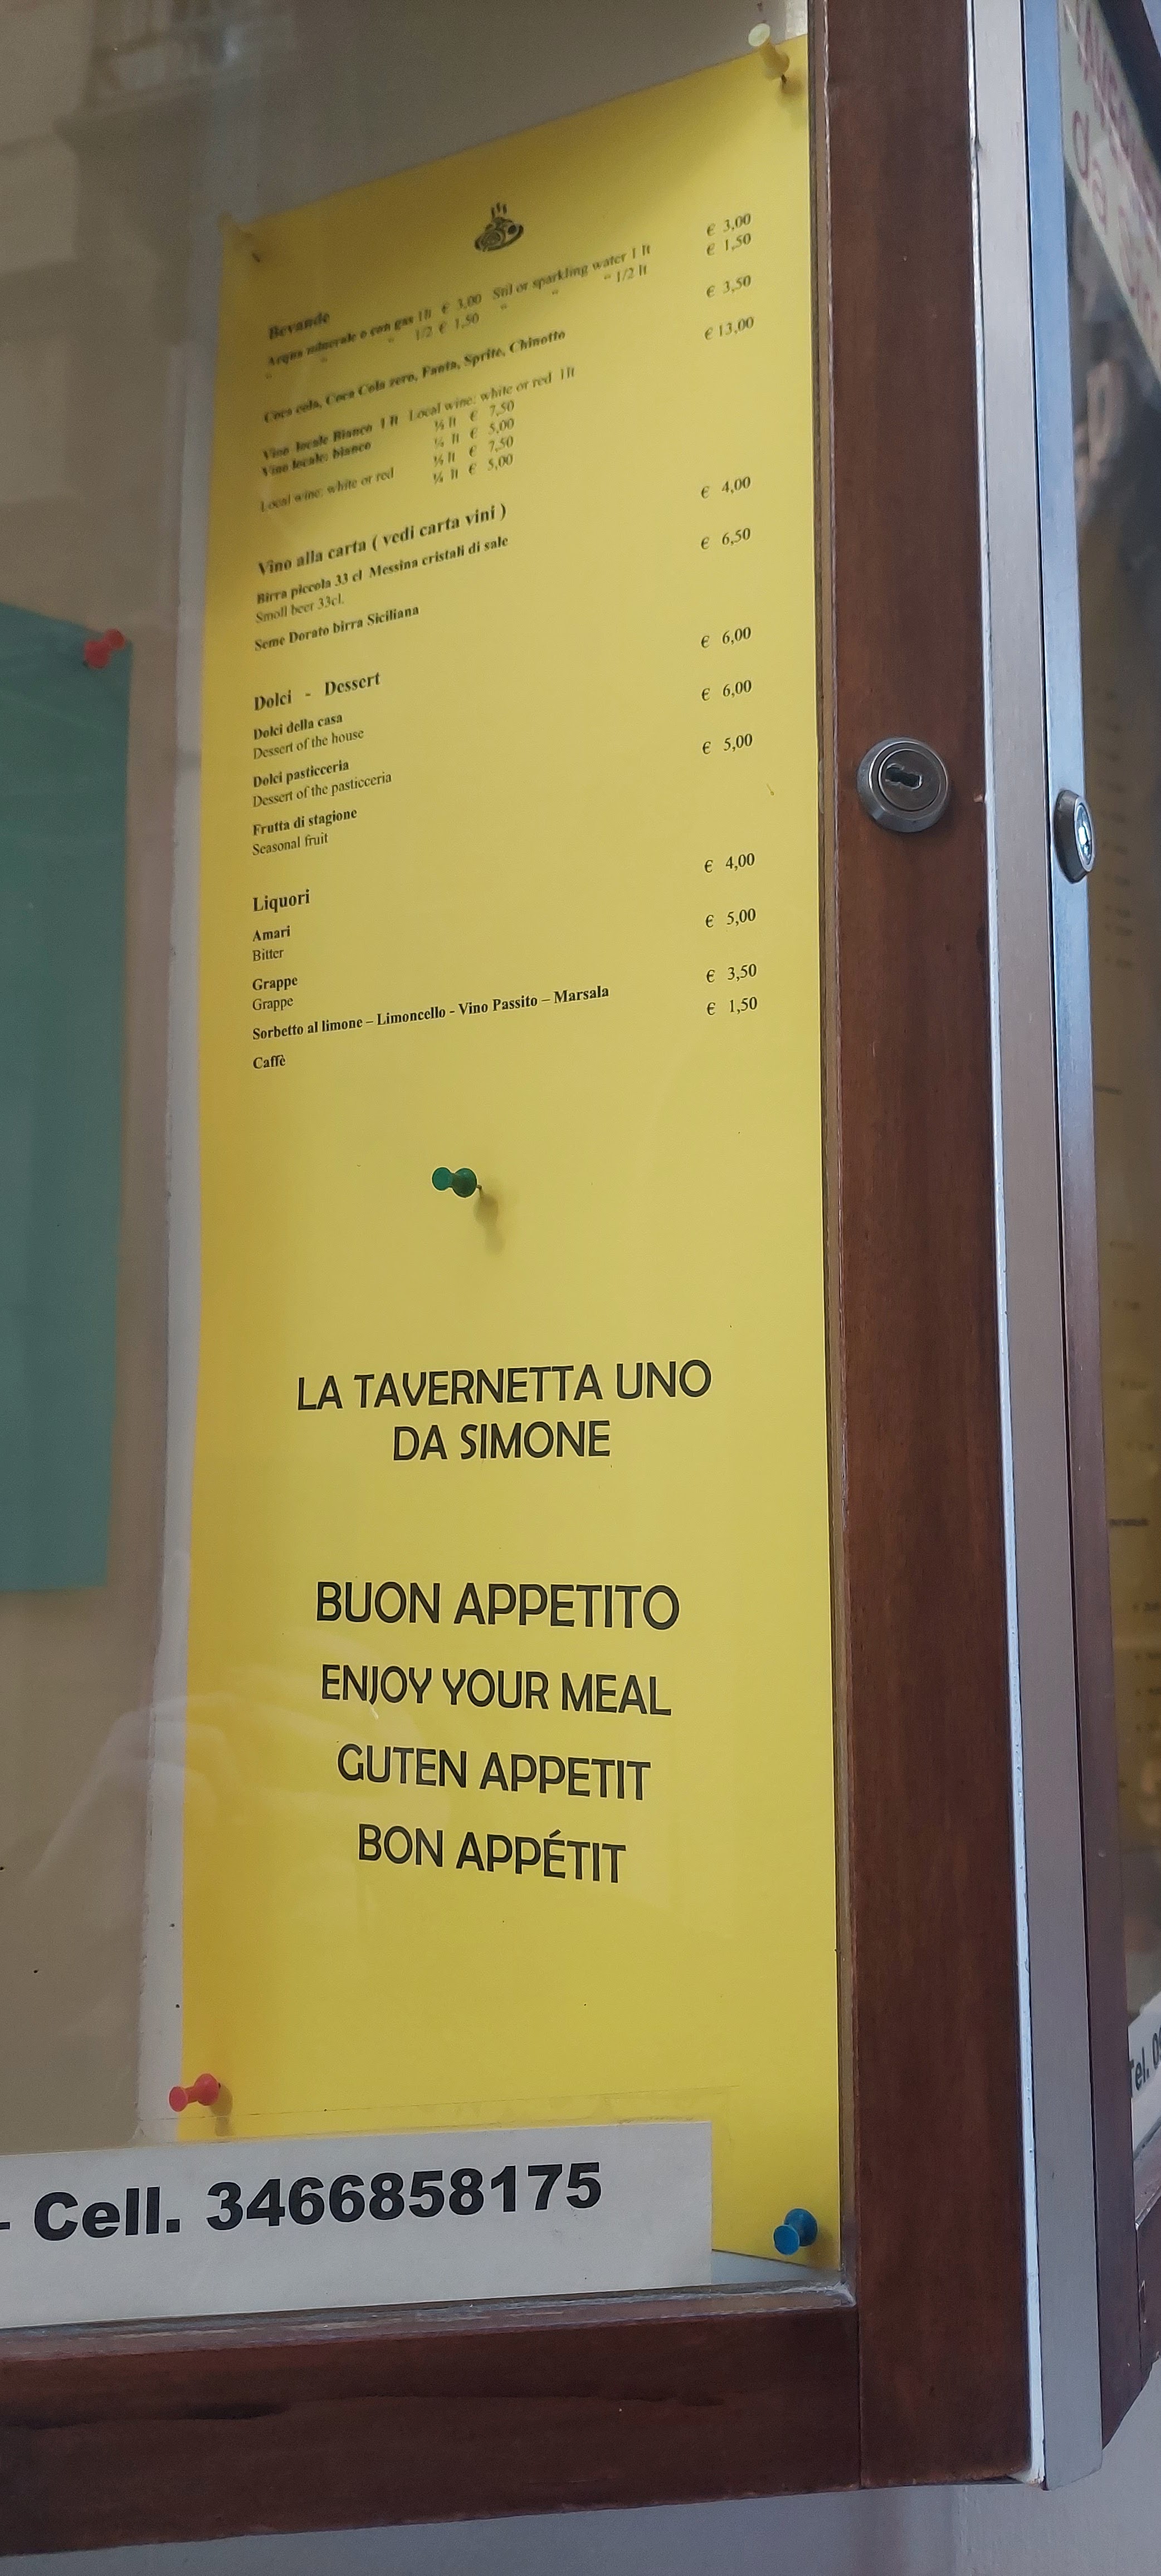 Bevande
Acqua minerale o con gas 1 lt € 3,00 Stil or sparkling water 1 lt € 3,00
“ “ “ 1/2 € 1,50 “ “ “ 1/2 lt € 1,50
Coca cola, Coca Cola zero, Fanta, Sprite, Chinotto € 3,50
Vino locale Bianco 1 lt Local wine: white or red 1 lt € 13,00
Vino locale: bianco ½ lt € 7,50
¼ lt € 5,00
½ lt € 7,50
Local wine: white or red ¼ lt € 5,00
Vino alla carta ( vedi carta vini )
Birra piccola 33 cl Messina cristali di sale € 4,00
Smoll beer 33cl.
Seme Dorato birra Siciliana € 6,50
Dolci - Dessert
Dolci della casa € 6,00
Dessert of the house
Dolci pasticceria € 6,00
Dessert of the pasticceria
Frutta di stagione € 5,00
Seasonal fruit
Liquori
Amari € 4,00
Bitter
Grappe € 5,00
Grappe
Sorbetto al limone – Limoncello - Vino Passito – Marsala € 3,50
Caffè € 1,50
LA TAVERNETTA UNO
DA SIMONE
BUON APPETITO
ENJOY YOUR MEAL
GUTEN APPETIT
BON APPÉTIT
- Cell. 3466858175
Tel.